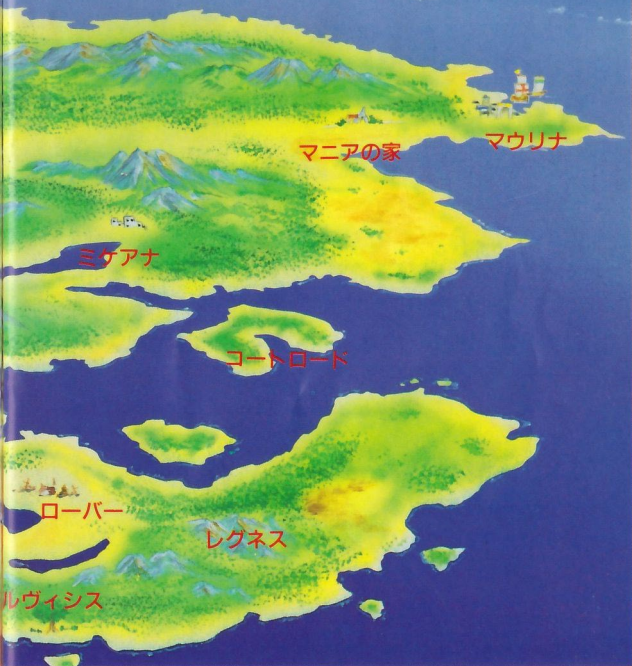 マニアの家
マウリナ
ミケアナ
コートロード
ローバー
レグネス
ルヴィシス